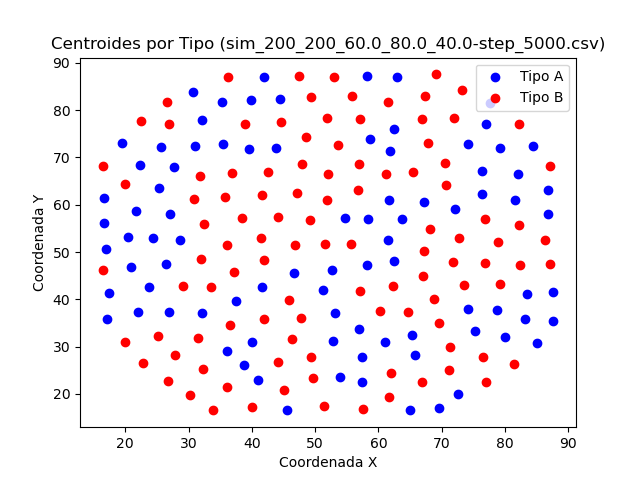 Centroides por Tipo (sim_200_200_60.0_80.0_40.0-step_5000.csv)
Tipo A
Tipo B
90
80
70
60
50
40
30
20
Coordenada Y
20 30 40 50 60 70 80 90
Coordenada X